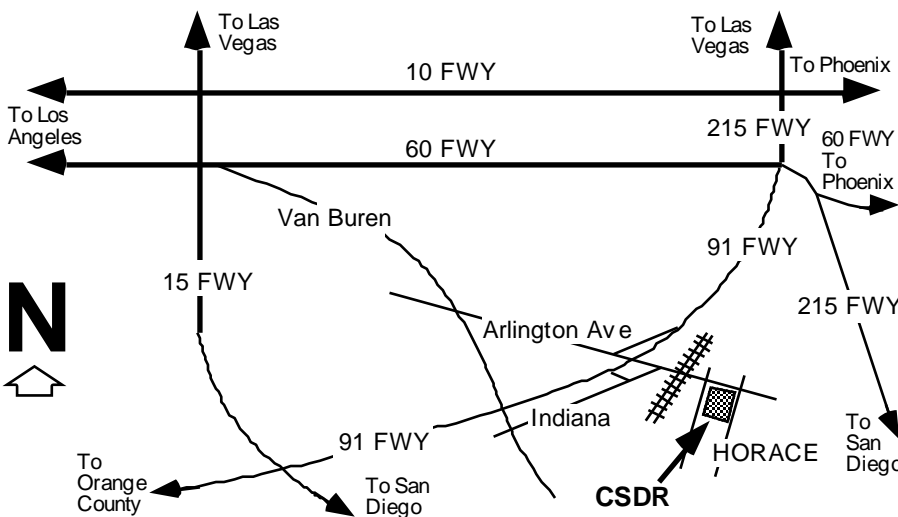 To Las
Vegas
To Las
Vegas
10 FWY
To Phoenix
To Los
Angeles
215 FWY
60 FWY
60 FWY
To
Phoenix
Van Buren
91 FWY
N
15 FWY
215 FWY
Arlington Ave
Indiana
91 FWY
HORACE
To
San
Diego
To
Orange
County
To San
Diego
CSDR